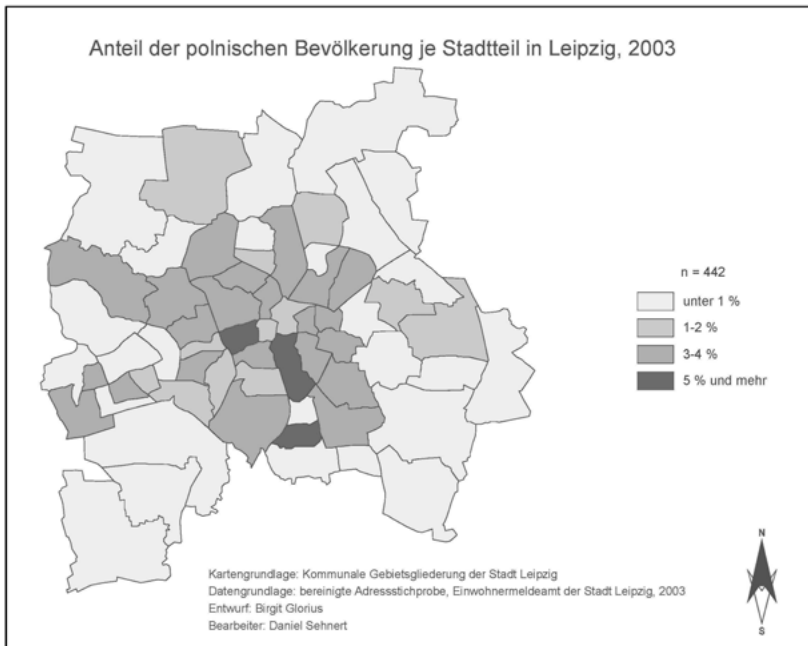 Anteil der polnischen Bevölkerung je Stadtteil in Leipzig, 2003
n = 442
unter 1 %
1-2 %
3-4 %
5 % und mehr
Kartengrundlage: Kommunale Gebietsgliederung der Stadt Leipzig
Datengrundlage: bereinigte Adressstichprobe, Einwohnermeldeamt der Stadt Leipzig, 2003
Entwurf: Birgit Glorius
Bearbeiter: Daniel Sehnert
N
S